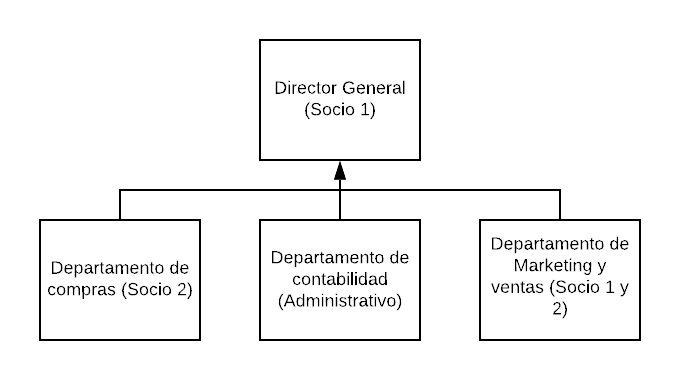 Director General
(Socio 1)
Departamento de
compras (Socio 2)
Departamento de
contabilidad
(Administrativo)
Departamento de
Marketing y
ventas (Socio 1 y
2)